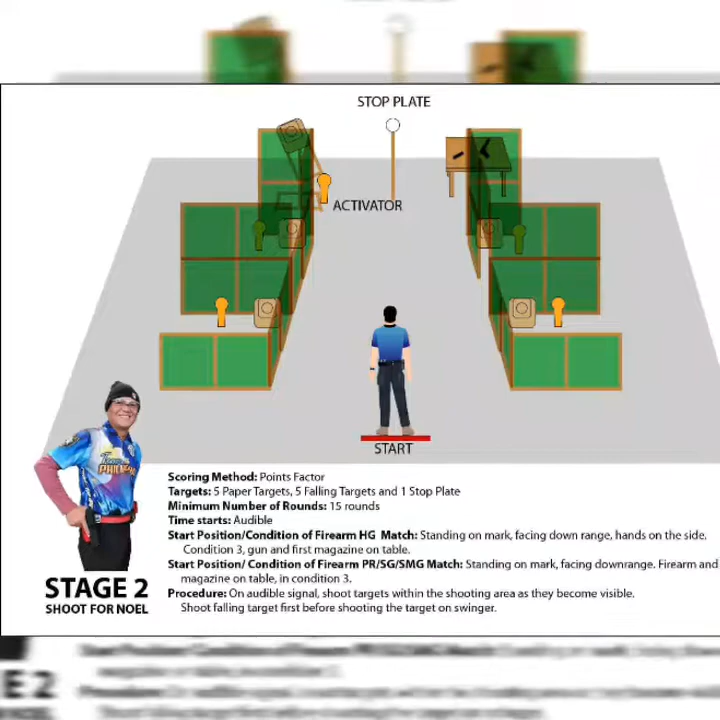 STOP PLATE
ACTIVATOR
START
Scoring Method: Points Factor
Targets: 5 Paper Targets, 5 Falling Targets and 1 Stop Plate
Minimum Number of Rounds: 15 rounds
Time starts: Audible
Start Position/Condition of Firearm HG Match: Standing on mark, facing down range, hands on the side.
Condition 3, gun and first magazine on table.
Start Position/ Condition of Firearm PR/SG/SMG Match: Standing on mark, facing downrange. Firearm and
magazine on table, in condition 3.
Procedure: On audible signal, shoot targets within the shooting area as they become visible.
Shoot falling target first before shooting the target on swinger.
STAGE 2
SHOOT FOR NOEL
E 2